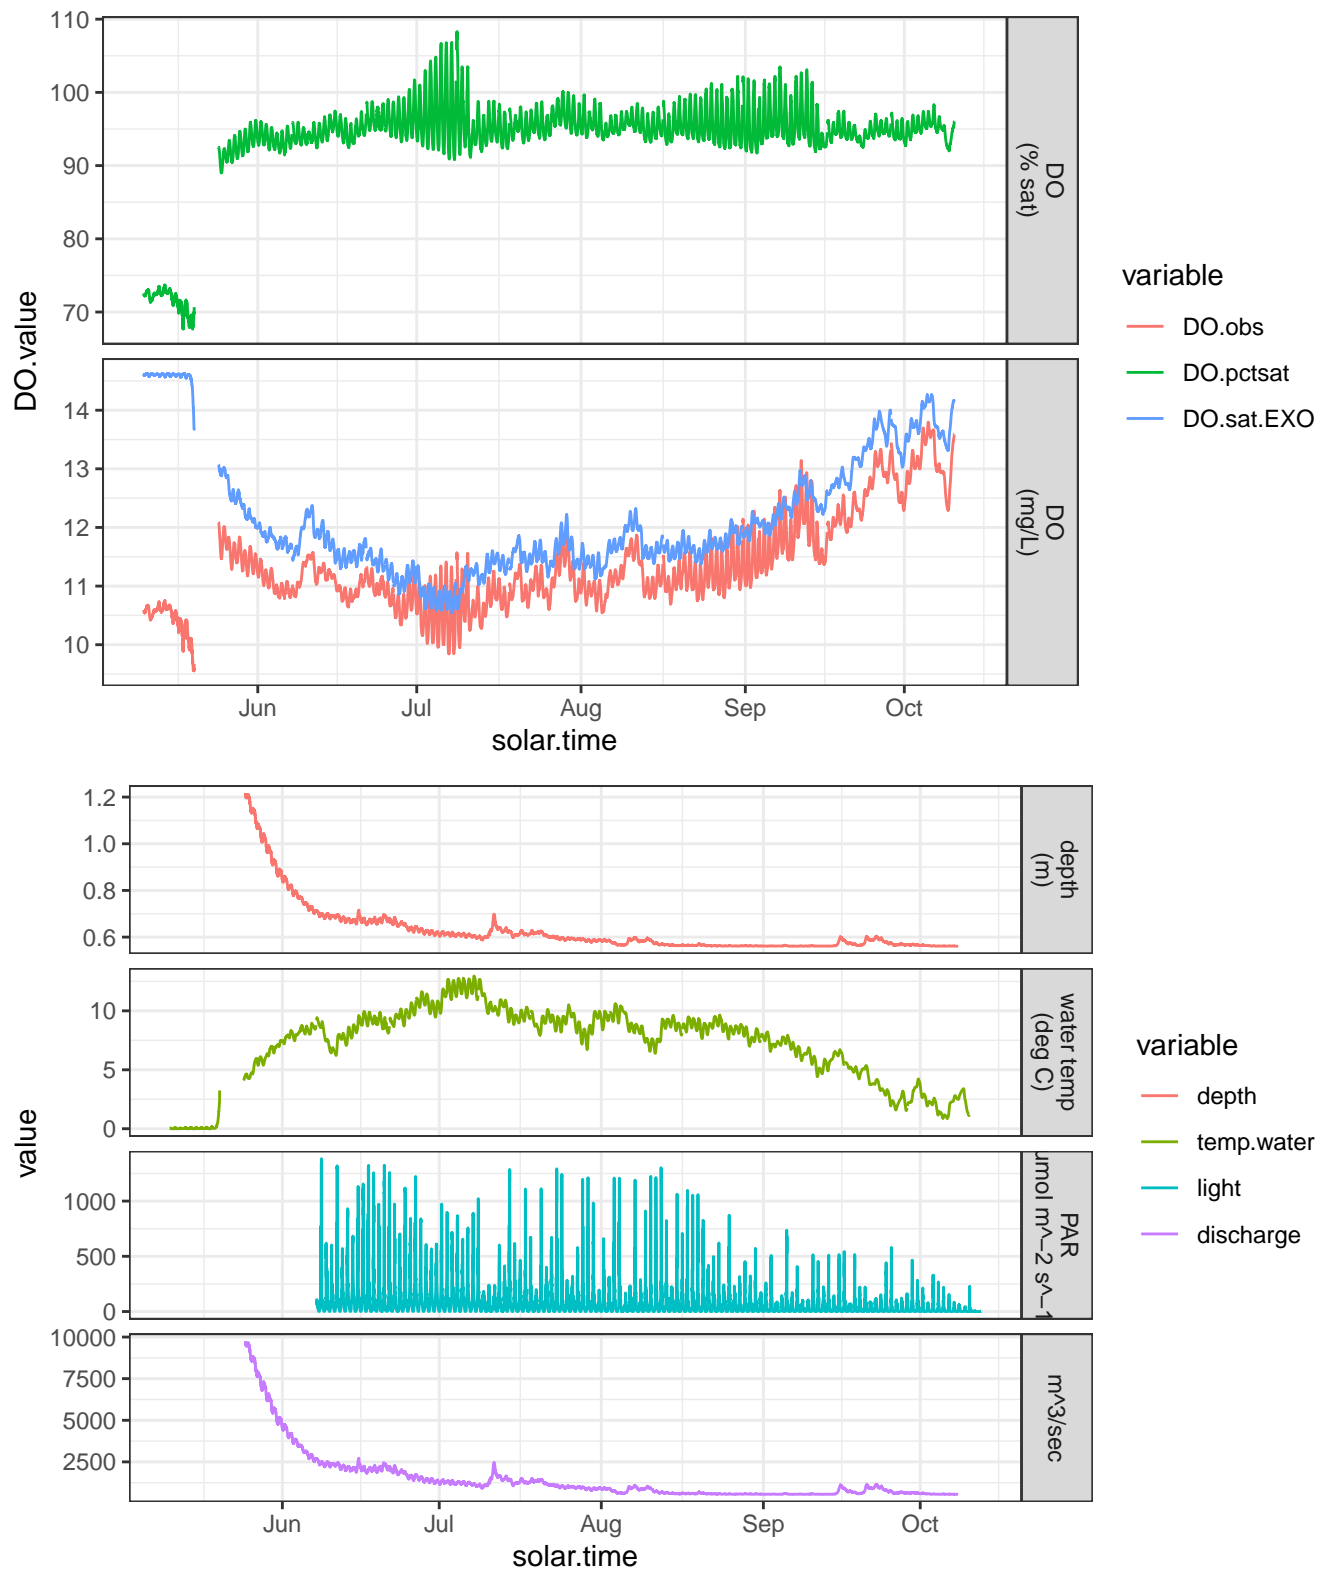 110
100
90
80
70
DO
(% sat)
14
13
12
11
10
DO
(mg/L)
DO.value
Jun Jul Aug Sep Oct
solar.time
variable
DO.obs
DO.pctsat
DO.sat.EXO
1.2
1.0
0.8
0.6
depth
(m)
10
5
0
water temp
(deg C)
1000
500
0
PAR
umol m^−2 s^−1
10000
7500
5000
2500
m^3/sec
value
Jun Jul Aug Sep Oct
solar.time
variable
depth
temp.water
light
discharge